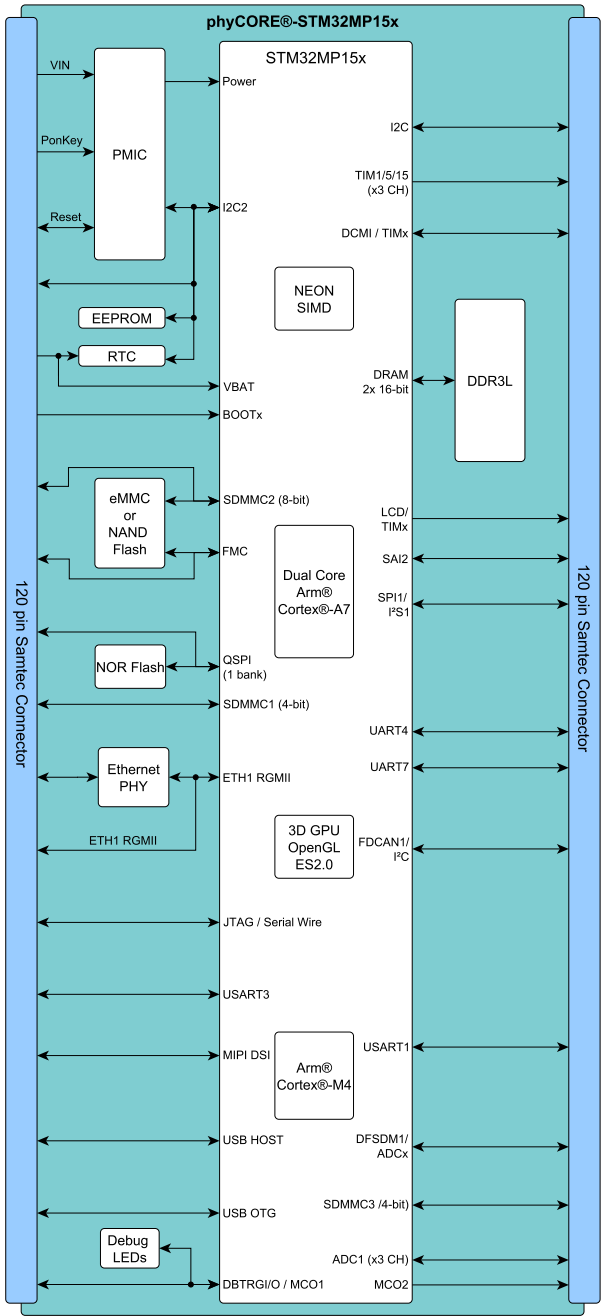 phyCORE®-STM32MP15x
STM32MP15x
VIN
Power
PonKey
PMIC
Reset
I2C2
EEPROM
RTC
VBAT
BOOTx
eMMC
or
NAND
Flash
SDMMC2 (8-bit)
FMC
NOR Flash
QSPI
(1 bank)
SDMMC1 (4-bit)
Ethernet
PHY
ETH1 RGMII
ETH1 RGMII
JTAG / Serial Wire
USART3
MIPI DSI
USB HOST
USB OTG
Debug
LEDs
DBTRGI/O / MCO1
120 pin Samtec Connector
NEON
SIMD
Dual Core
Arm®
Cortex®-A7
3D GPU
OpenGL
ES2.0
Arm®
Cortex®-M4
I2C
TIM1/5/15
(x3 CH)
DCMI / TIMx
DRAM
2x 16-bit
DDR3L
LCD/
TIMx
SAI2
SPI1/
I²S1
UART4
UART7
FDCAN1/
I²C
USART1
DFSDM1/
ADCx
SDMMC3 /4-bit)
ADC1 (x3 CH)
MCO2
120 pin Samtec Connector